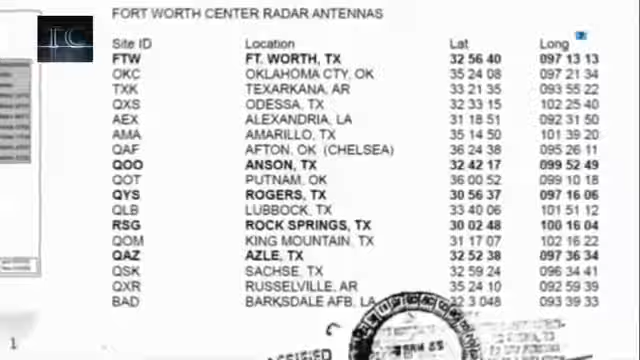 TC
FORT WORTH CENTER RADAR ANTENNAS
Site ID Location Lat Long
FTW FT. WORTH, TX 32 56 40 097 13 13
OKC OKLAHOMA CTY, OK 35 24 08 097 21 34
TXK TEXARKANA, AR 33 21 35 093 55 22
QXS ODESSA, TX 32 33 15 102 25 40
AEX ALEXANDRIA, LA 31 18 51 092 31 50
AMA AMARILLO, TX 35 14 50 101 39 20
QAF AFTON, OK (CHELSEA) 36 24 38 095 26 11
QOO ANSON, TX 32 42 17 099 52 49
QOT PUTNAM, OK 36 00 52 099 10 18
QYS ROGERS, TX 30 56 37 097 16 06
QLB LUBBOCK, TX 33 40 06 101 51 12
RSG ROCK SPRINGS, TX 30 02 48 100 16 04
QOM KING MOUNTAIN, TX 31 17 07 102 16 22
QAZ AZLE, TX 32 52 38 097 36 34
QSK SACHSE, TX 32 59 24 096 34 41
QXR RUSSELVILLE, AR 35 24 10 092 59 39
BAD BARKSDALE AFB, LA 32 3 048 093 39 33
1